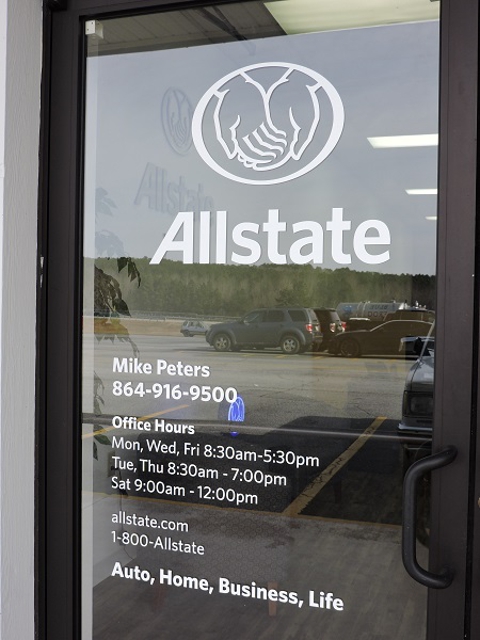 Allstate
Mike Peters
864-916-9500
Office Hours
Mon, Wed, Fri 8:30am-5:30pm
Tue, Thu 8:30am - 7:00pm
Sat 9:00am - 12:00pm
allstate.com
1-800-Allstate
Auto, Home, Business, Life